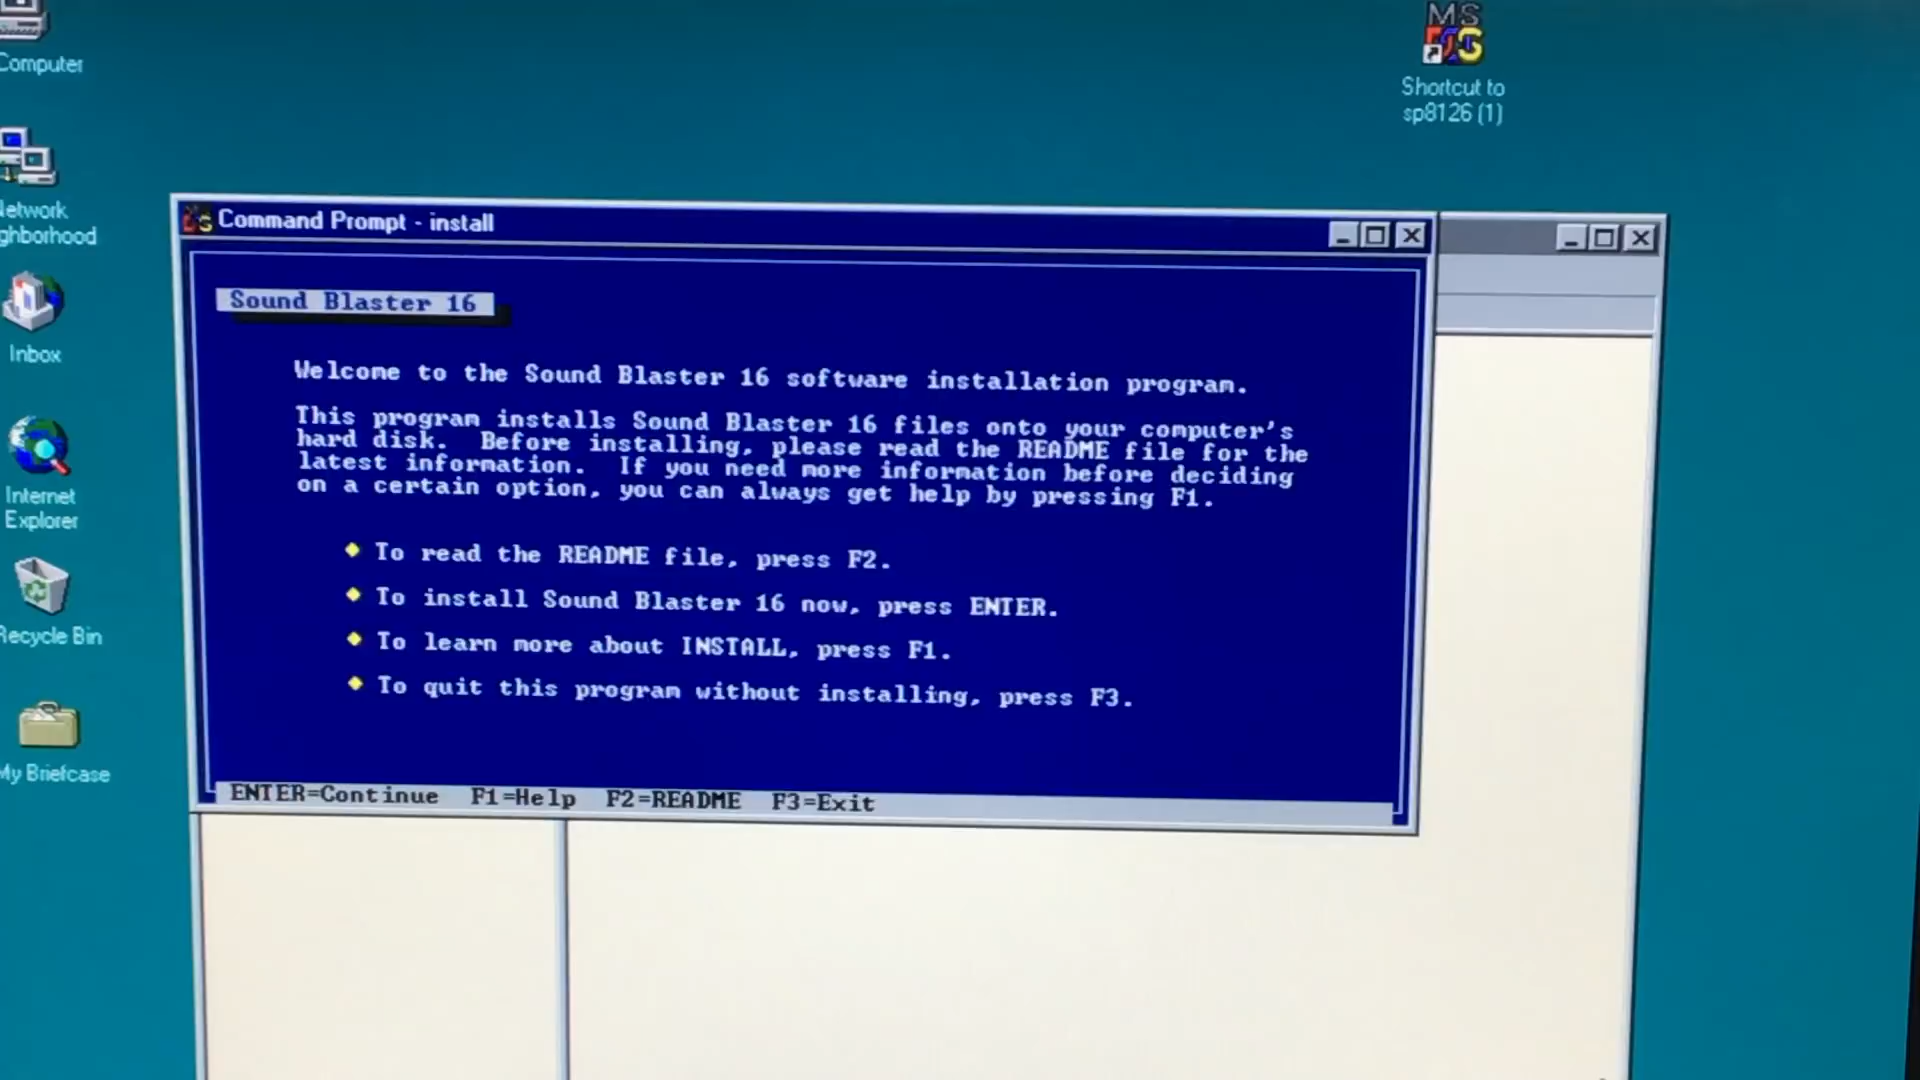 Computer
Network
ghborhood
Inbox
Internet
Explorer
Recycle Bin
My Briefcase
MS
DOS
Shortcut to
sp8126 (1)
Command Prompt - install
Sound Blaster 16
Welcome to the Sound Blaster 16 software installation program.
This program installs Sound Blaster 16 files onto your computer's
hard disk. Before installing, please read the README file for the
latest information. If you need more information before deciding
on a certain option, you can always get help by pressing F1.
To read the README file, press F2.
To install Sound Blaster 16 now, press ENTER.
To learn more about INSTALL, press F1.
To quit this program without installing, press F3.
ENTER=Continue F1=Help F2=README F3=Exit